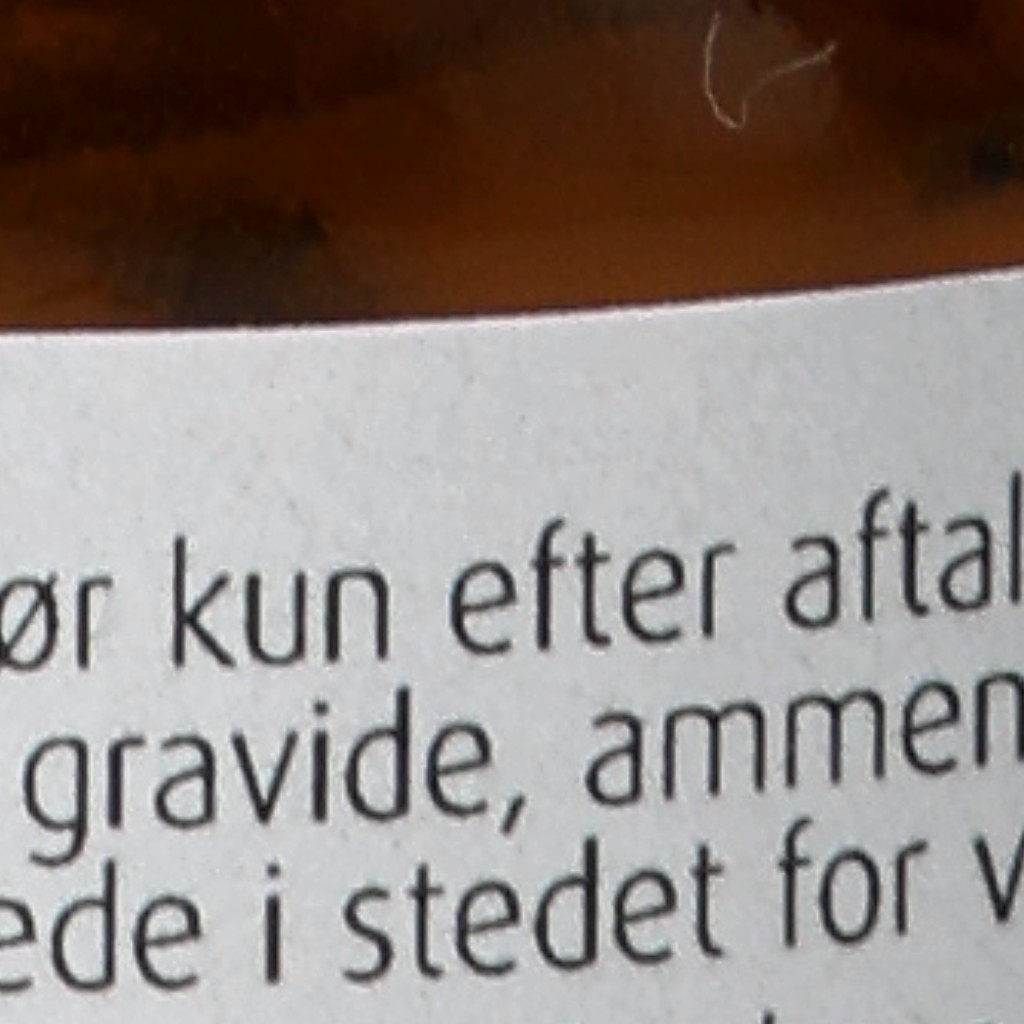 ør kun efter aftal
gravide, ammen
ede i stedet for v